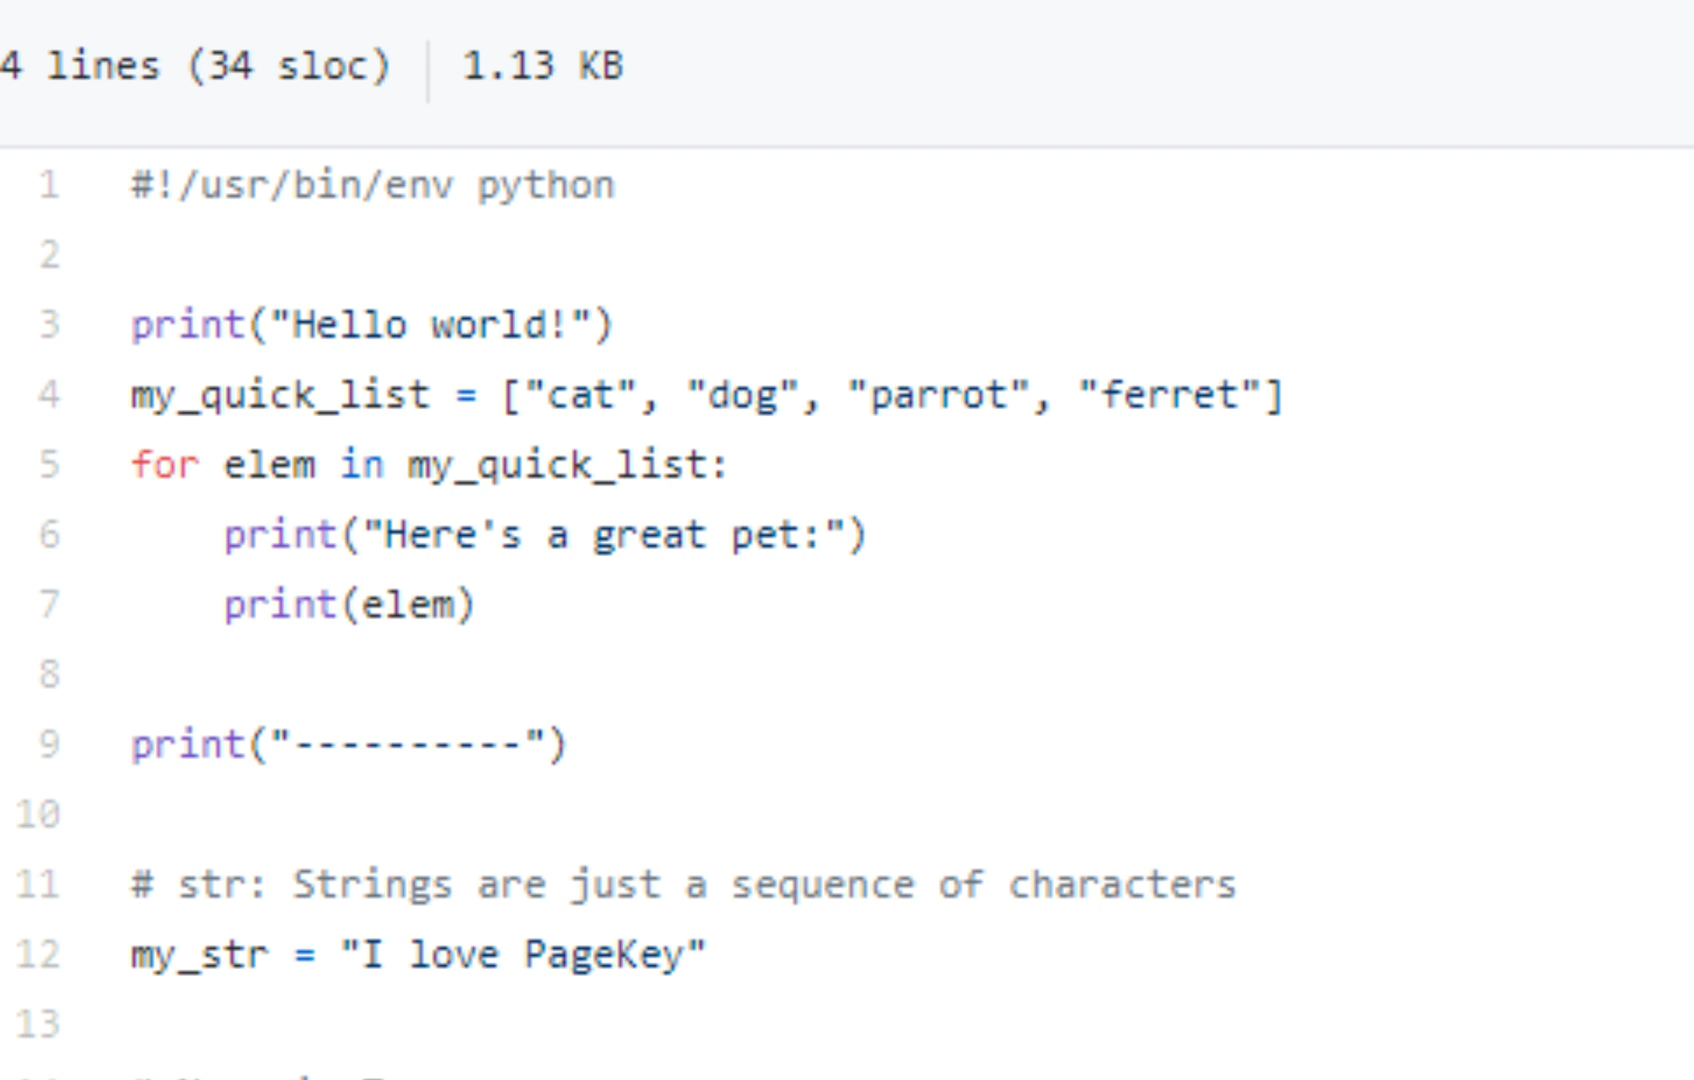 4 lines (34 sloc) 1.13 KB
1 #!/usr/bin/env python
2
3 print("Hello world!")
4 my_quick_list = ["cat", "dog", "parrot", "ferret"]
5 for elem in my_quick_list:
6     print("Here's a great pet:")
7     print(elem)
8
9 print("----------")
10
11 # str: Strings are just a sequence of characters
12 my_str = "I love PageKey"
13